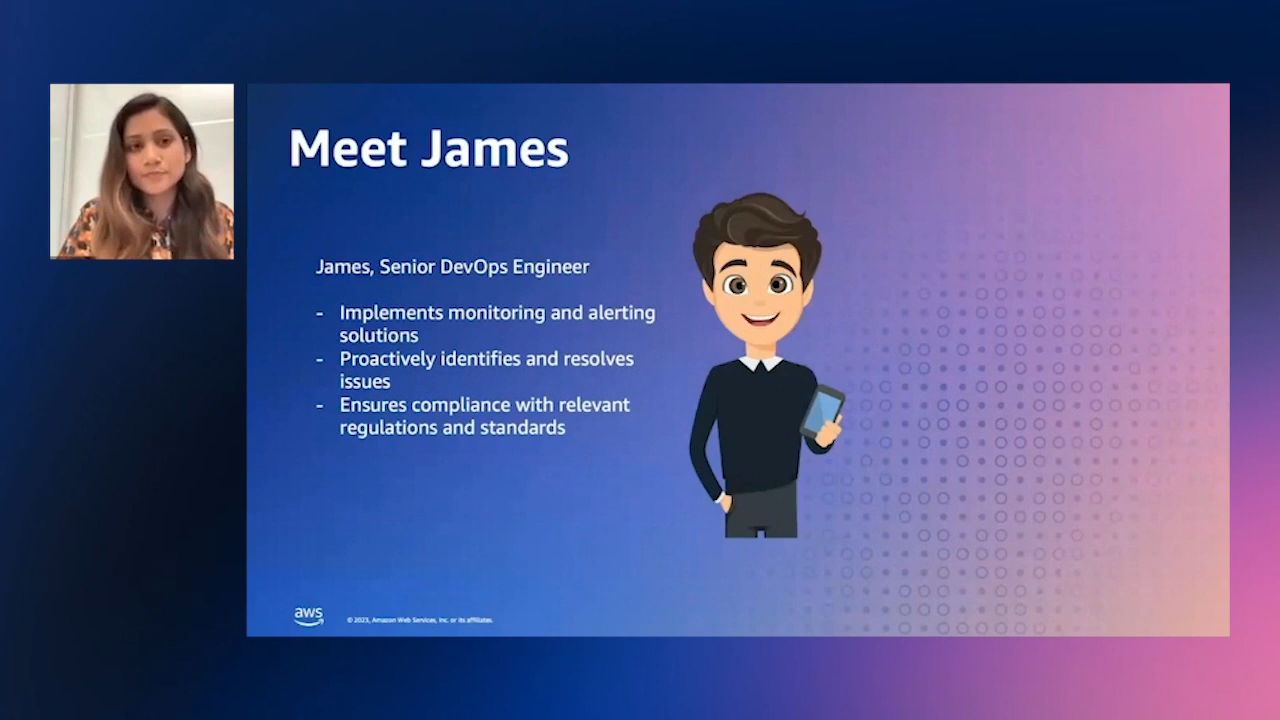 Meet James
James, Senior DevOps Engineer
- Implements monitoring and alerting
solutions
- Proactively identifies and resolves
issues
- Ensures compliance with relevant
regulations and standards
aws
© 2023, Amazon Web Services, Inc. or its affiliates.